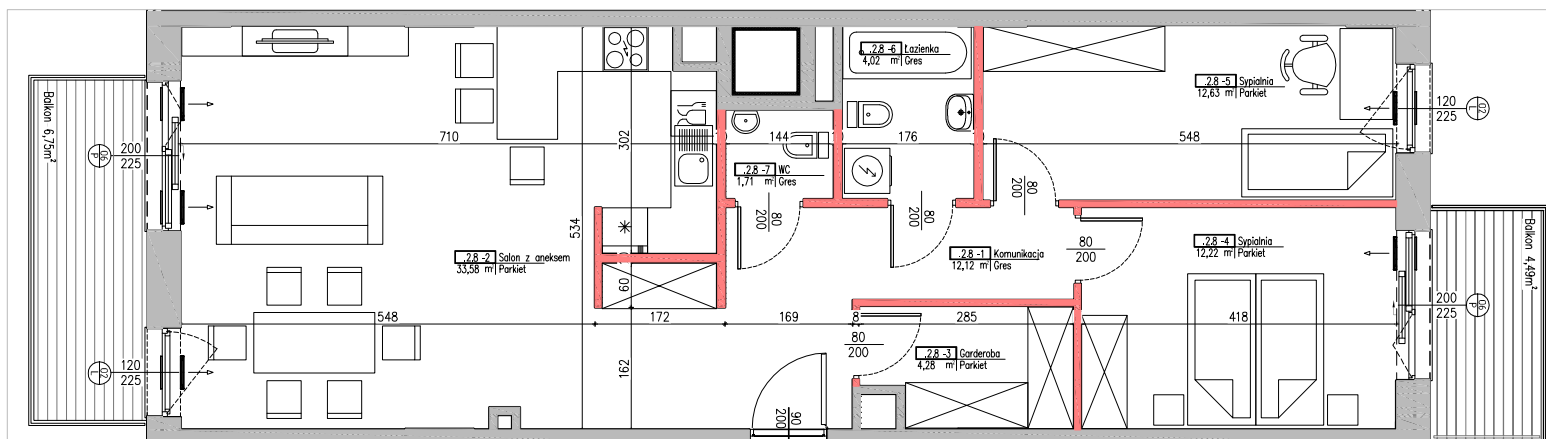 .2.8 -6 Łazienka
4,02 m² Gres
.2.8 -5 Sypialnia
12,63 m² Parkiet
Balkon 6,75m²
120
225
02
L
710
302
144
176
548
200
225
06
P
.2.8 -7 WC
1,71 m² Gres
80
200
80
200
80
200
534
.2.8 -2 Salon z aneksem
33,58 m² Parkiet
.2.8 -1 Komunikacja
12,12 m² Gres
80
200
.2.8 -4 Sypialnia
12,22 m² Parkiet
Balkon 4,49m²
60
200
225
06
P
548
172
169
8
285
418
80
200
.2.8 -3 Garderoba
4,28 m² Parkiet
162
02
L
120
225
90
200